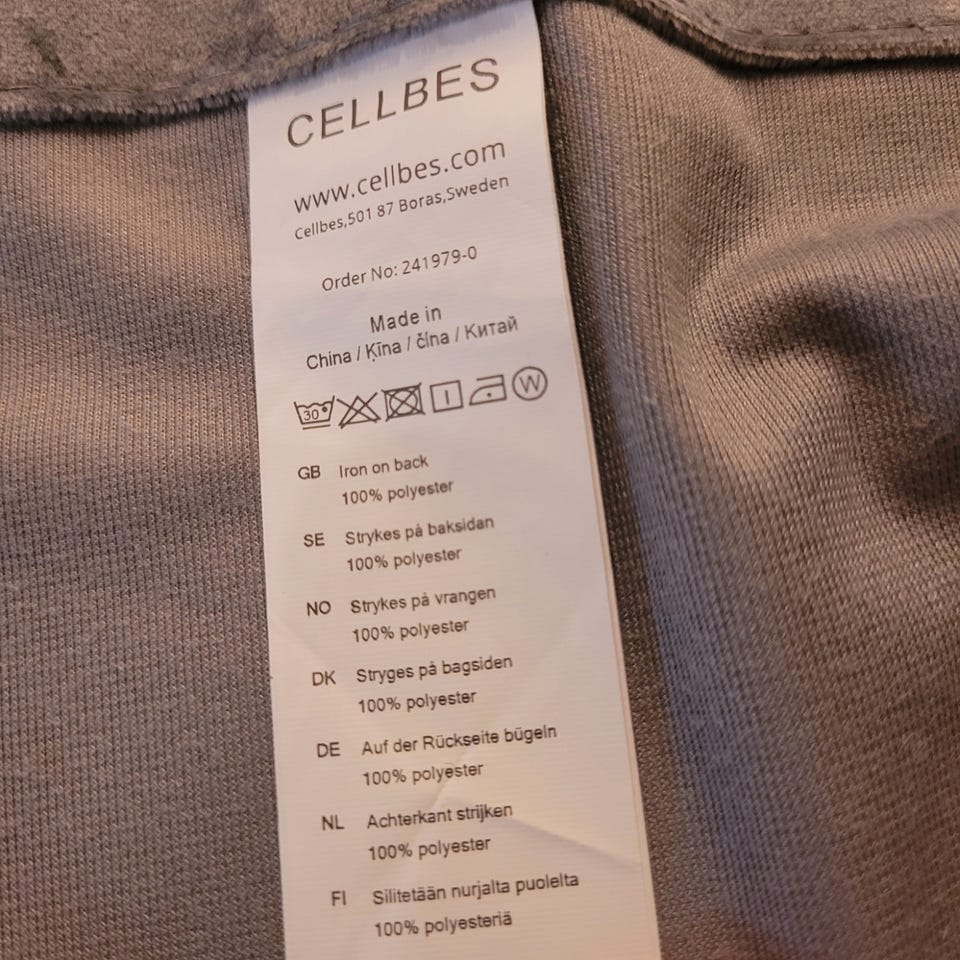 CELLBES
www.cellbes.com
Cellbes,501 87 Boras,Sweden
Order No: 241979-0
Made in
China / Ķīna / čína / Китай
30 I W
GB Iron on back
100% polyester
SE Strykes på baksidan
100% polyester
NO Strykes på vrangen
100% polyester
DK Stryges på bagsiden
100% polyester
DE Auf der Rückseite bügeln
100% polyester
NL Achterkant strijken
100% polyester
FI Silitetään nurjalta puolelta
100% polyesteriä